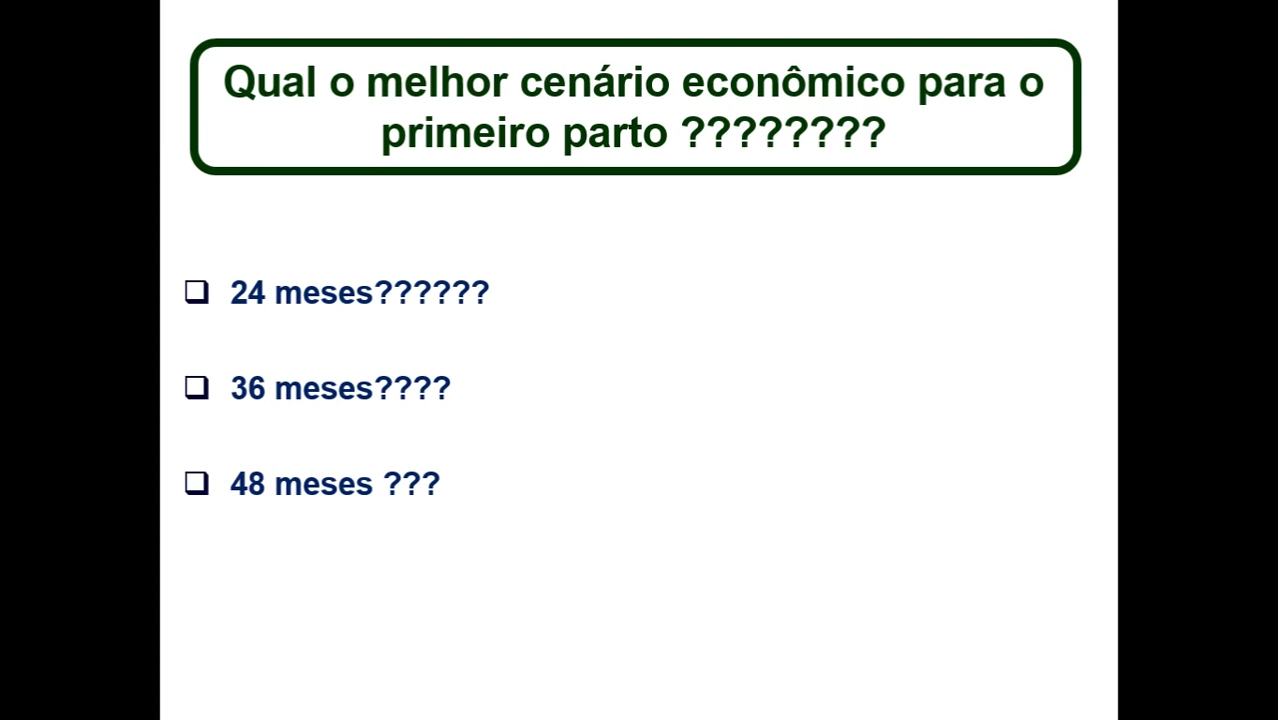 Qual o melhor cenário econômico para o
primeiro parto ????????
24 meses??????
36 meses????
48 meses ???